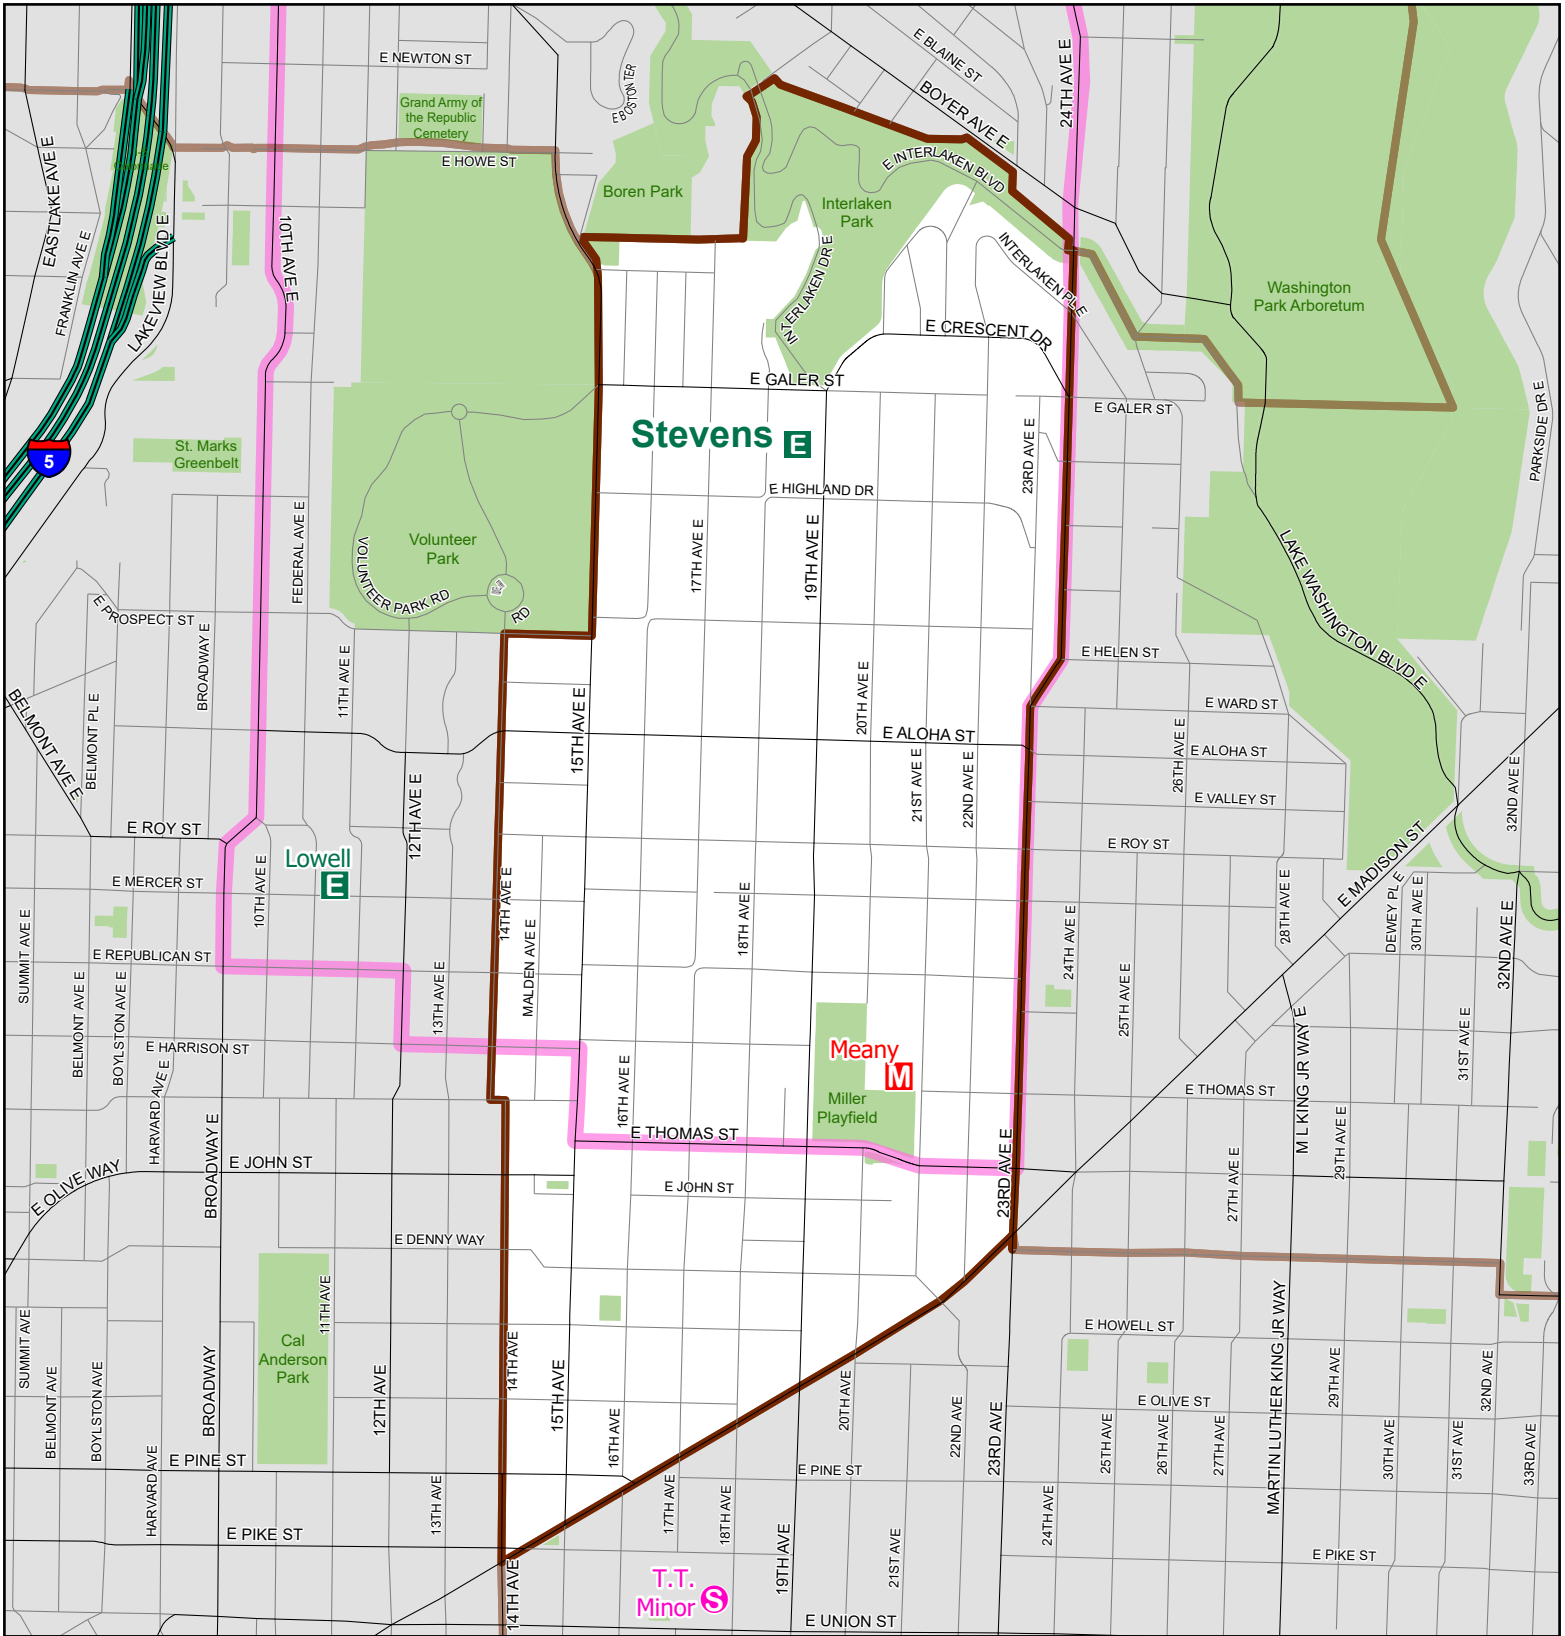 E NEWTON ST
E BLAINE ST
24TH AVE E
E BOSTON TER
BOYER AVE E
Grand Army of
the Republic
Cemetery
E HOWE ST
EASTLAKE AVE E
E INTERLAKEN BLVD
Boren Park
Interlaken
Park
10TH AVE E
FRANKLIN AVE E
LAKEVIEW BLVD E
INTERLAKEN DR E
INTERLAKEN PL E
Washington
Park Arboretum
E CRESCENT DR
E GALER ST
E GALER ST
PARKSIDE DR E
Stevens E
St. Marks
Greenbelt
5
23RD AVE E
E HIGHLAND DR
FEDERAL AVE E
Volunteer
Park
17TH AVE E
19TH AVE E
VOLUNTEER PARK RD
RD
LAKE WASHINGTON BLVD E
E PROSPECT ST
BROADWAY E
11TH AVE E
E HELEN ST
BELMONT AVE E
BELMONT PL E
15TH AVE E
20TH AVE E
E WARD ST
E ALOHA ST
E ALOHA ST
26TH AVE E
21ST AVE E
22ND AVE E
E VALLEY ST
12TH AVE E
32ND AVE E
E ROY ST
E ROY ST
Lowell
E
E MERCER ST
10TH AVE E
E MADISON ST
14TH AVE E
18TH AVE E
28TH AVE E
DEWEY PL E
30TH AVE E
SUMMIT AVE E
E REPUBLICAN ST
MALDEN AVE E
24TH AVE E
32ND AVE E
BELMONT AVE E
BOYLSTON AVE E
13TH AVE E
25TH AVE E
E HARRISON ST
Meany
M
M L KING JR WAY E
31ST AVE E
HARVARD AVE E
16TH AVE E
Miller
Playfield
E THOMAS ST
E THOMAS ST
29TH AVE E
BROADWAY E
E JOHN ST
E OLIVE WAY
E JOHN ST
23RD AVE E
27TH AVE E
E DENNY WAY
11TH AVE
Cal
Anderson
Park
E HOWELL ST
MARTIN LUTHER KING JR WAY
SUMMIT AVE
BELMONT AVE
BOYLSTON AVE
BROADWAY
12TH AVE
14TH AVE
15TH AVE
16TH AVE
20TH AVE
22ND AVE
23RD AVE
E OLIVE ST
29TH AVE
32ND AVE
25TH AVE
26TH AVE
27TH AVE
30TH AVE
31ST AVE
33RD AVE
E PINE ST
E PINE ST
HARVARD AVE
13TH AVE
17TH AVE
18TH AVE
24TH AVE
E PIKE ST
E PIKE ST
19TH AVE
21ST AVE
14TH AVE
T.T.
Minor S
E UNION ST